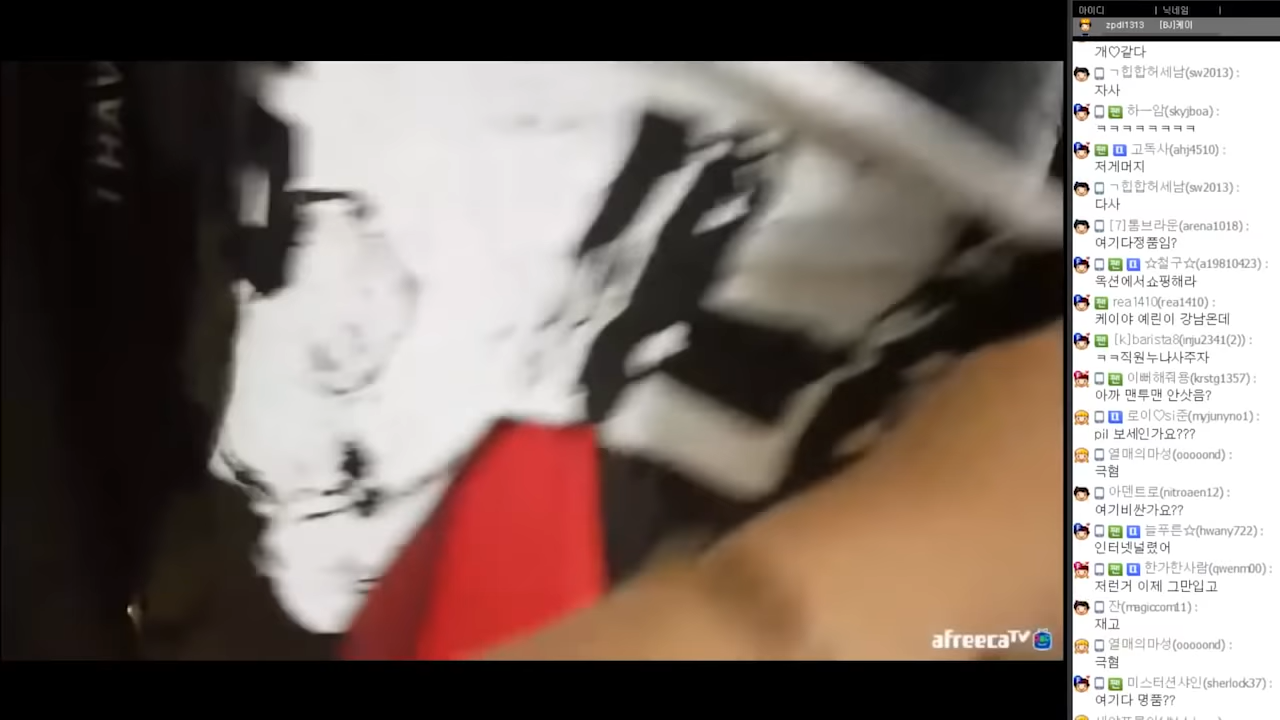 I HAV
afreecaTV
아이디 | 닉네임 |
zpdl1313 [BJ]케이
개♡같다
ㄱ힙합허세남(sw2013) :
자사
하ㅡ암(skyjboa) :
ㅋㅋㅋㅋㅋㅋㅋㅋ
고독사(ahj4510) :
저게머지
ㄱ힙합허세남(sw2013) :
다사
[7]톰브라운(arena1018) :
여기다정품임?
☆철구☆(a19810423) :
옥션에서쇼핑해라
rea1410(rea1410) :
케이야 예린이 강남온데
[k]barista8(inju2341(2)) :
ㅋㅋ직원누나사주자
이뻐해줘용(krstg1357) :
아까 맨투맨 안삿음?
로이♡si준(myjunyno1) :
pil 보세인가요???
열매의마성(ooooond) :
극혐
아덴트로(nitroaen12) :
여기비싼가요??
늘푸른☆(hwany722) :
인터넷널렸어
한가한사람(qwenm00) :
저런거 이제 그만입고
잔(magiccom11) :
재고
열매의마성(ooooond) :
극혐
미스터션샤인(sherlock37) :
여기다 명품??